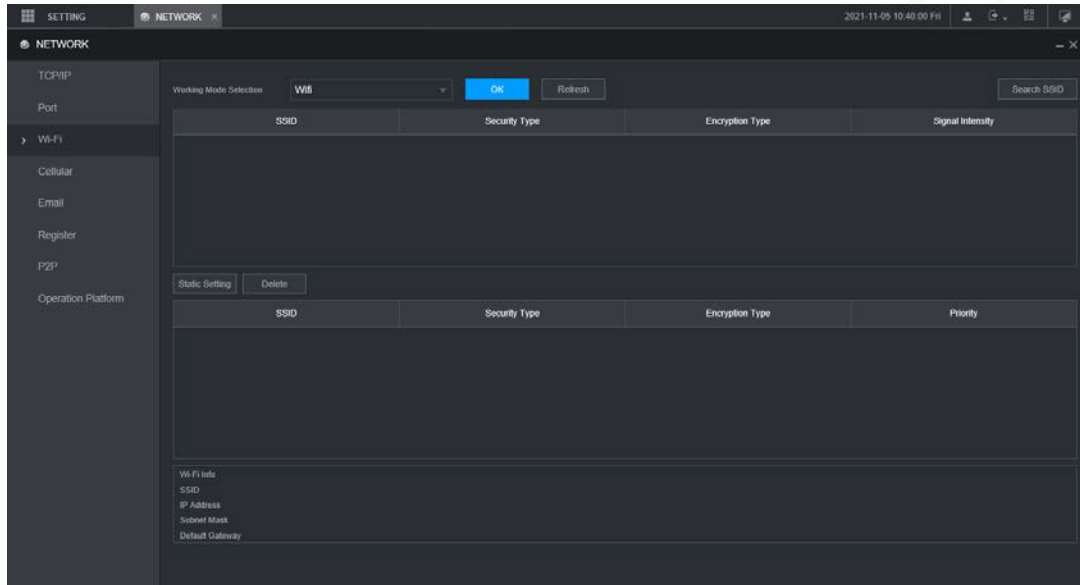 SETTING NETWORK × 2021-11-05 10:40:00 Fri
NETWORK
TCP/IP
Port
Wi-Fi
Cellular
Email
Register
P2P
Operation Platform
Working Mode Selection Wifi OK Refresh Search SSID
SSID Security Type Encryption Type Signal Intensity
Static Setting Delete
SSID Security Type Encryption Type Priority
Wi-Fi Info
SSID
IP Address
Subnet Mask
Default Gateway